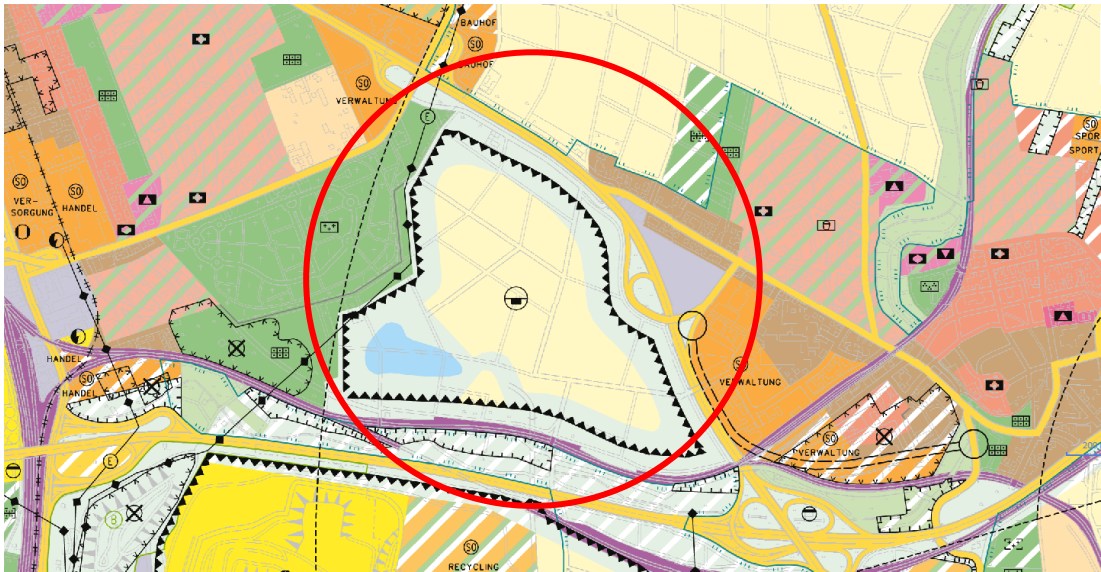 BAUHOF
SO
BAUHOF
SO
VERWALTUNG
E
SO
SPORT
SO
VER-
SORGUNG
SO
HANDEL
HANDEL
SO
HANDEL
SO
VERWALTUNG
SO
VERWALTUNG
E
B
SO
RECYCLING